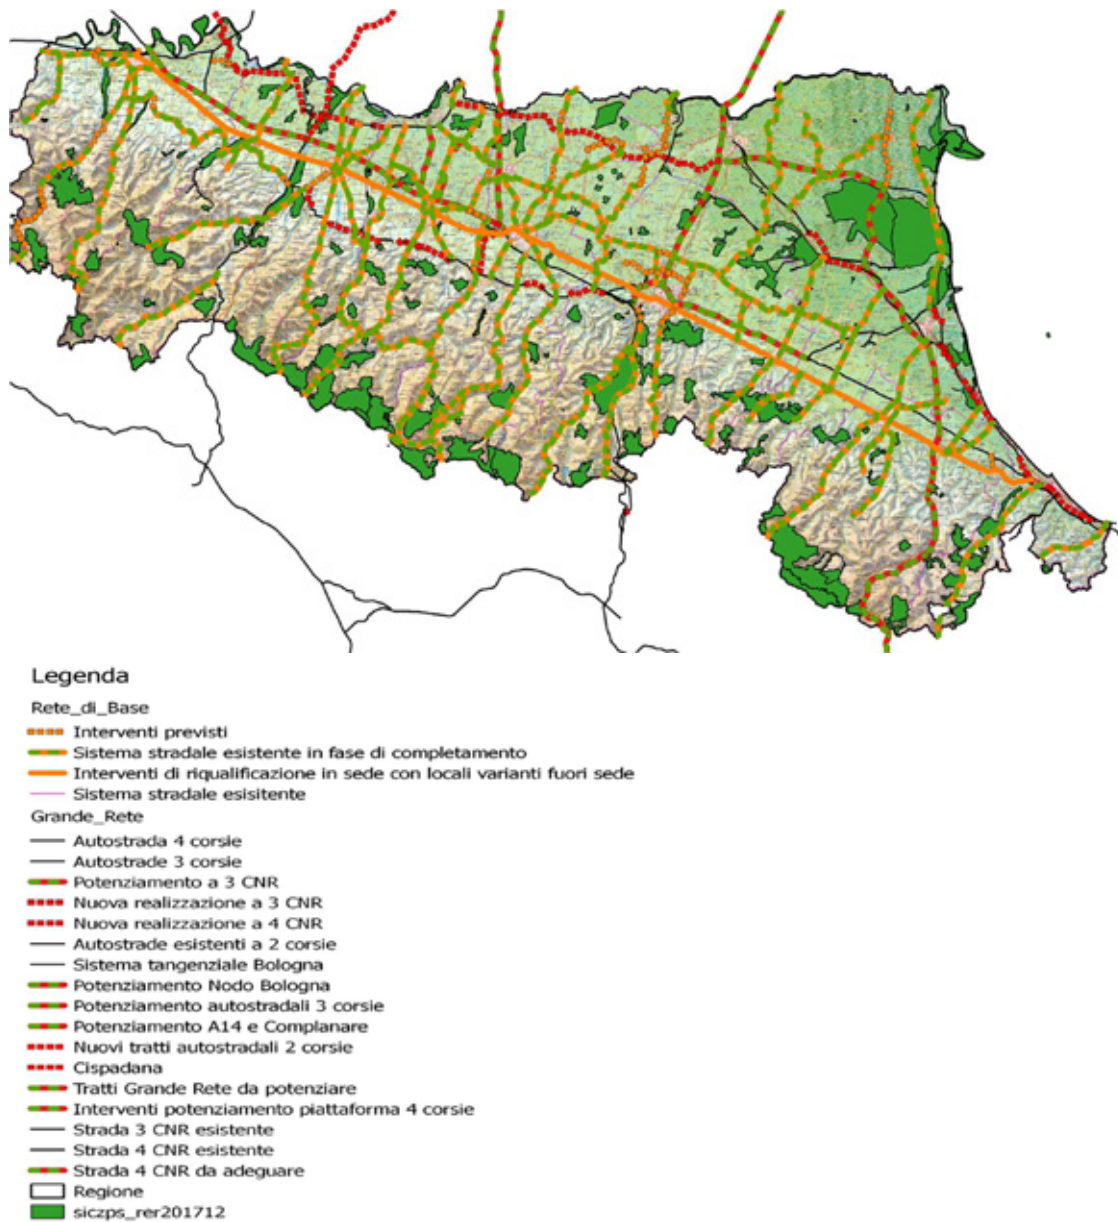 Legenda
Rete_di_Base
Interventi previsti
Sistema stradale esistente in fase di completamento
Interventi di riqualificazione in sede con locali varianti fuori sede
Sistema stradale esisitente
Grande_Rete
Autostrada 4 corsie
Autostrade 3 corsie
Potenziamento a 3 CNR
Nuova realizzazione a 3 CNR
Nuova realizzazione a 4 CNR
Autostrade esistenti a 2 corsie
Sistema tangenziale Bologna
Potenziamento Nodo Bologna
Potenziamento autostradali 3 corsie
Potenziamento A14 e Complanare
Nuovi tratti autostradali 2 corsie
Cispadana
Tratti Grande Rete da potenziare
Interventi potenziamento piattaforma 4 corsie
Strada 3 CNR esistente
Strada 4 CNR esistente
Strada 4 CNR da adeguare
Regione
siczps_rer201712